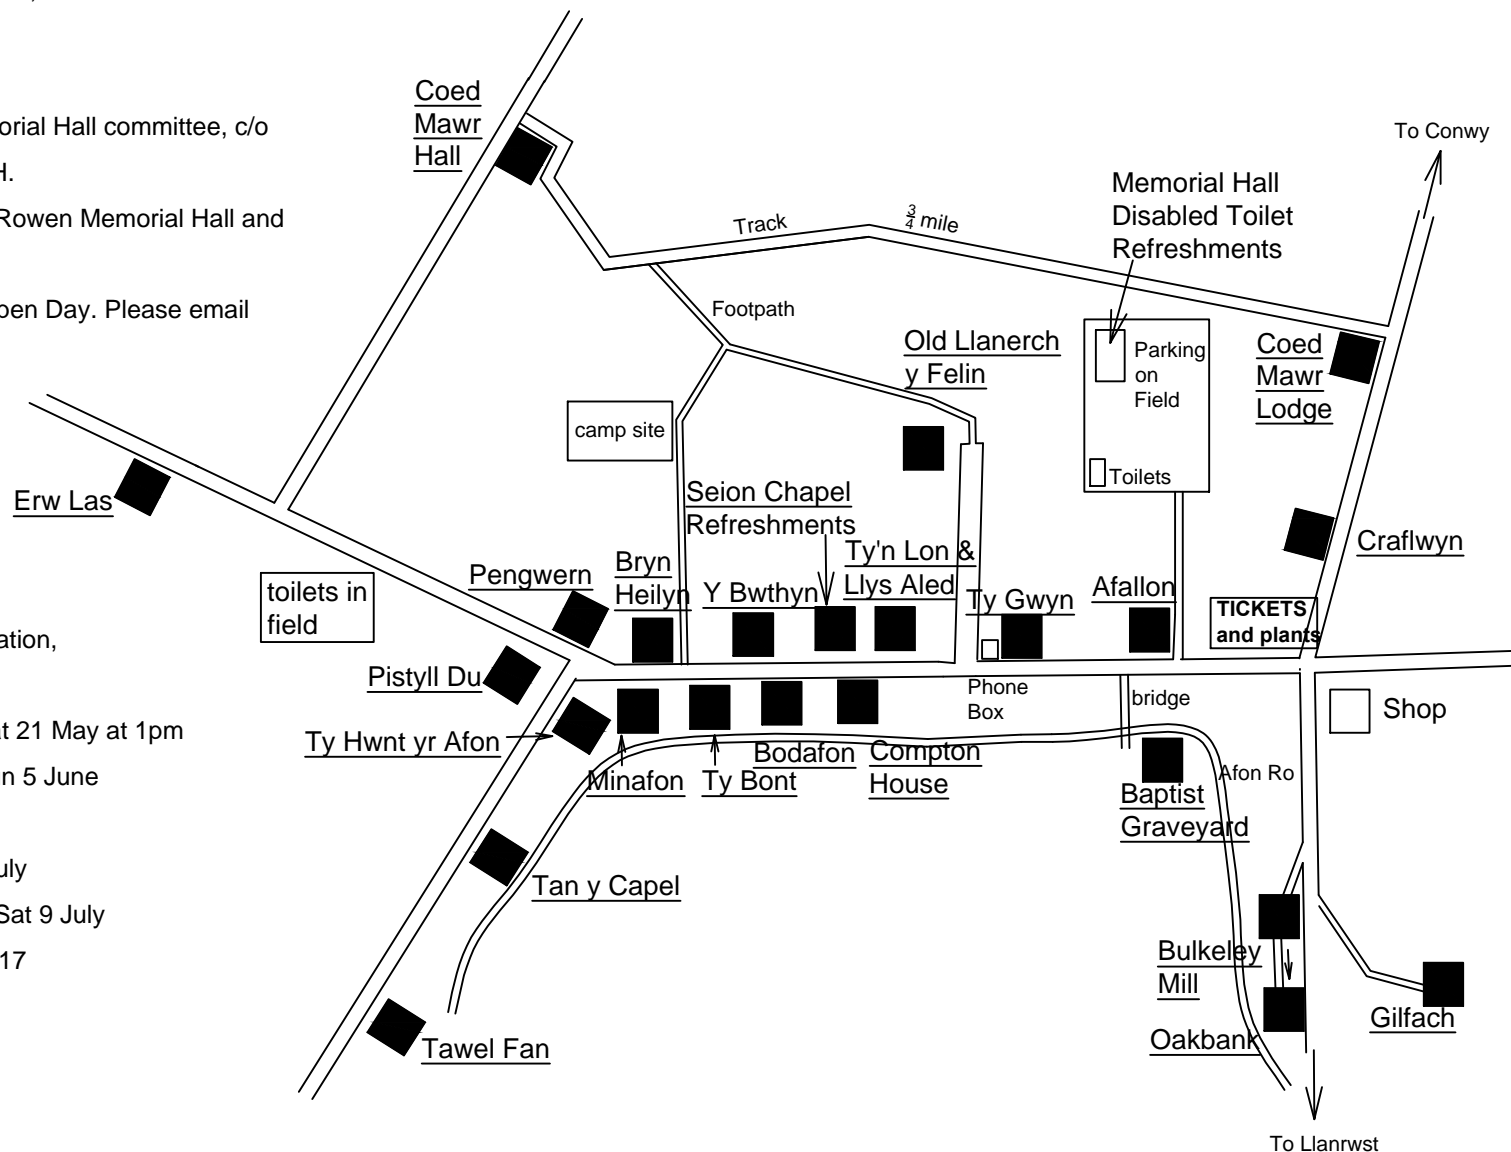 orial Hall committee, c/o
H.
Rowen Memorial Hall and
pen Day. Please email
ation,
at 21 May at 1pm
n 5 June
uly
Sat 9 July
17
Coed
Mawr
Hall
To Conwy
Memorial Hall
Disabled Toilet
Refreshments
Track
3/4 mile
Footpath
Old Llanerch
y Felin
Parking
on
Field
Toilets
Coed
Mawr
Lodge
camp site
Erw Las
Seion Chapel
Refreshments
Craflwyn
toilets in
field
Pengwern
Bryn
Heilyn
Y Bwthyn
Ty'n Lon &
Llys Aled
Ty Gwyn
Afallon
TICKETS
and plants
Pistyll Du
Phone
Box
bridge
Shop
Ty Hwnt yr Afon
Minafon
Ty Bont
Bodafon
Compton
House
Afon Ro
Baptist
Graveyard
Tan y Capel
Bulkeley
Mill
Gilfach
Oakbank
Tawel Fan
To Llanrwst